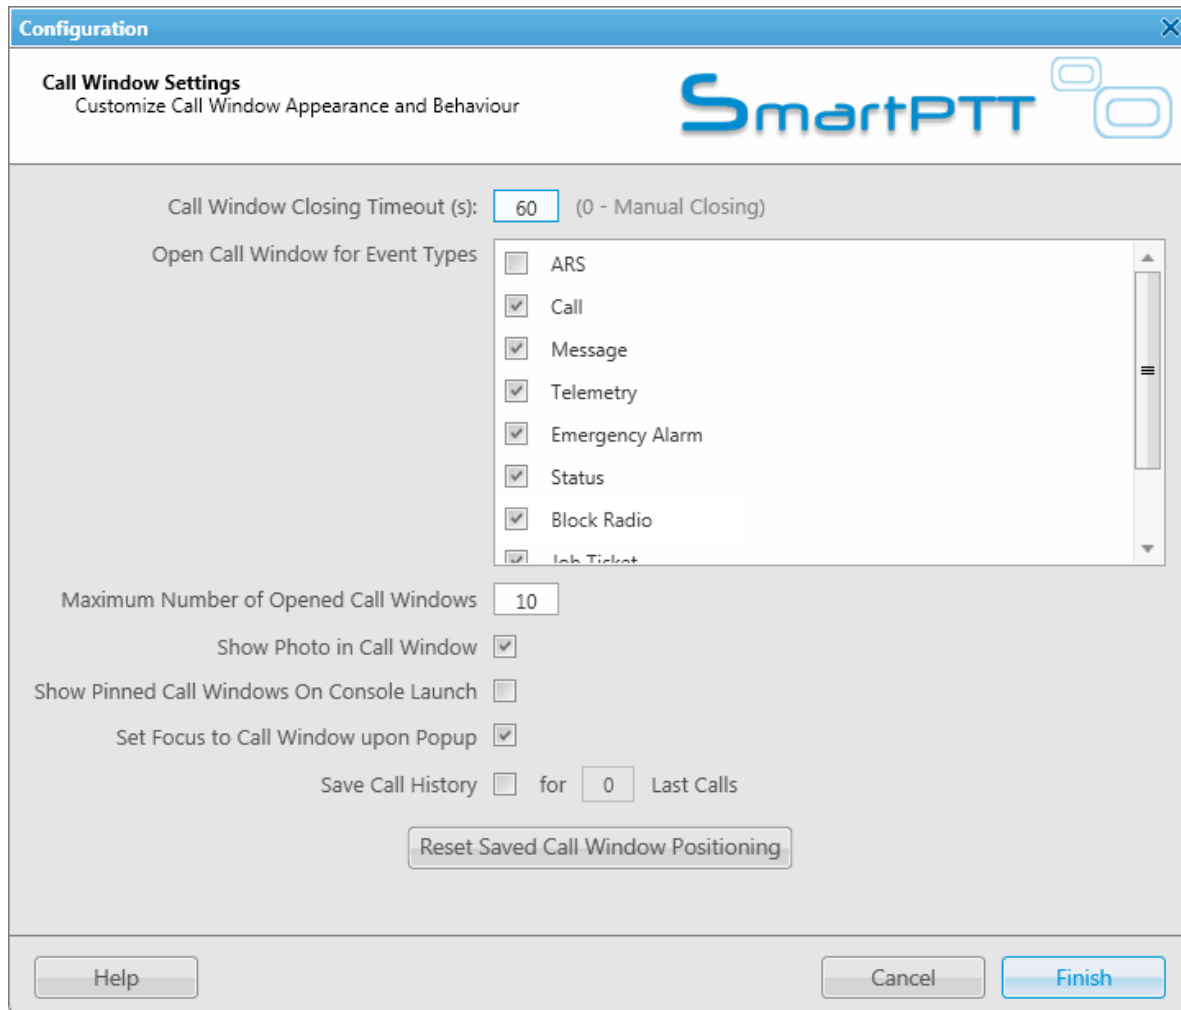 Configuration
Call Window Settings
Customize Call Window Appearance and Behaviour
SmartPTT
Call Window Closing Timeout (s): 60 (0 - Manual Closing)
Open Call Window for Event Types
ARS
Call
Message
Telemetry
Emergency Alarm
Status
Block Radio
Job Ticket
Maximum Number of Opened Call Windows 10
Show Photo in Call Window
Show Pinned Call Windows On Console Launch
Set Focus to Call Window upon Popup
Save Call History for 0 Last Calls
Reset Saved Call Window Positioning
Help Cancel Finish